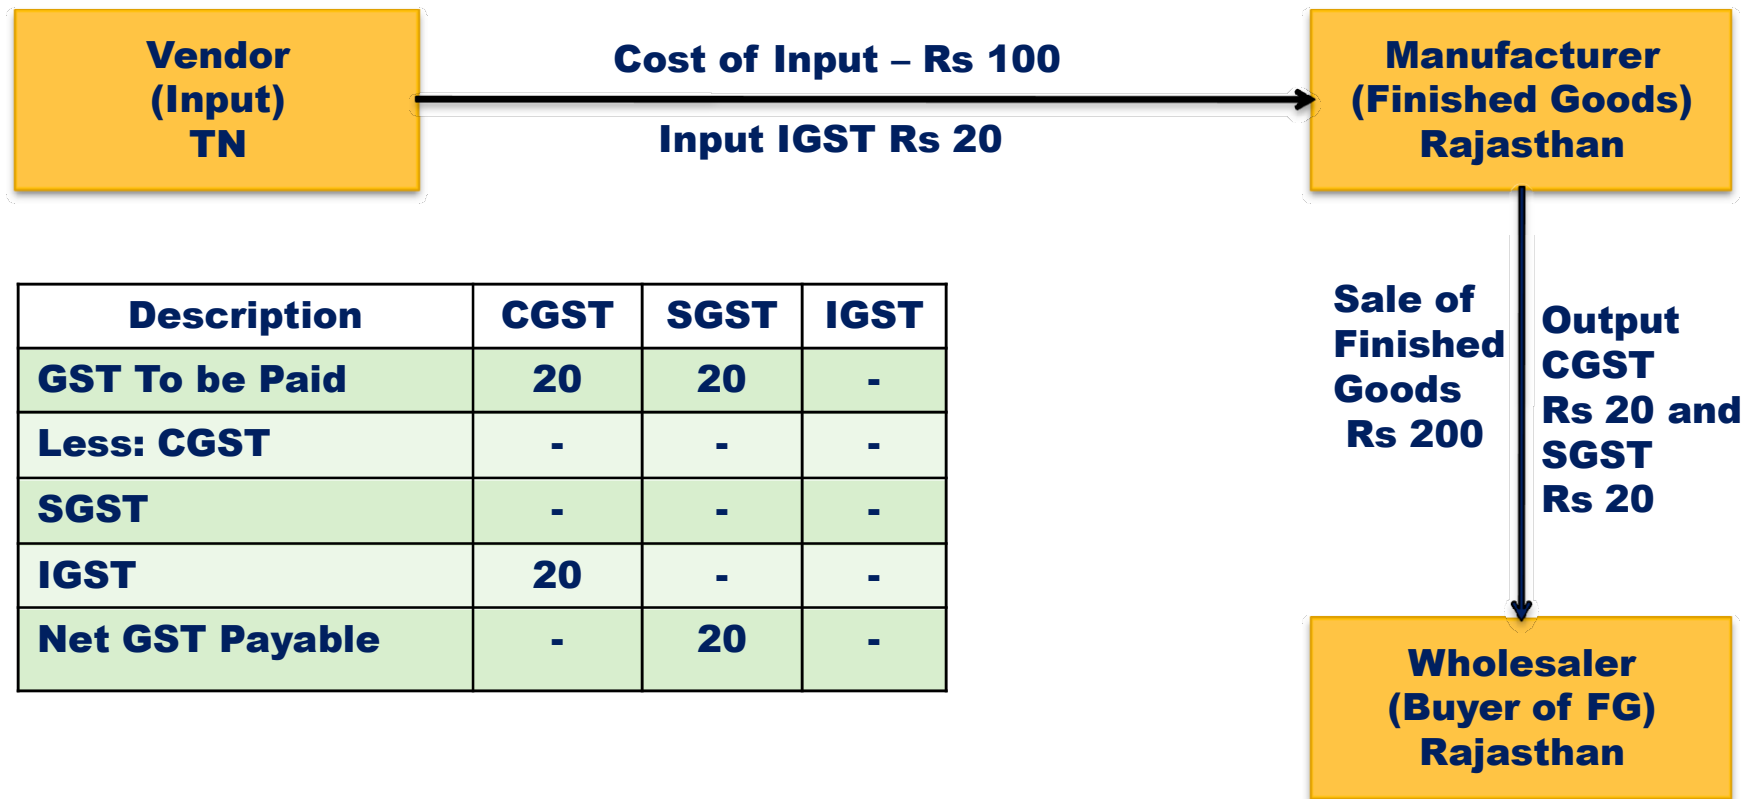 Vendor
(Input)
TN
Cost of Input – Rs 100
Input IGST Rs 20
Manufacturer
(Finished Goods)
Rajasthan
Sale of
Finished
Goods
Rs 200
Output
CGST
Rs 20 and
SGST
Rs 20
Description CGST SGST IGST
GST To be Paid 20 20 -
Less: CGST - - -
SGST - - -
IGST 20 - -
Net GST Payable - 20 -
Wholesaler
(Buyer of FG)
Rajasthan